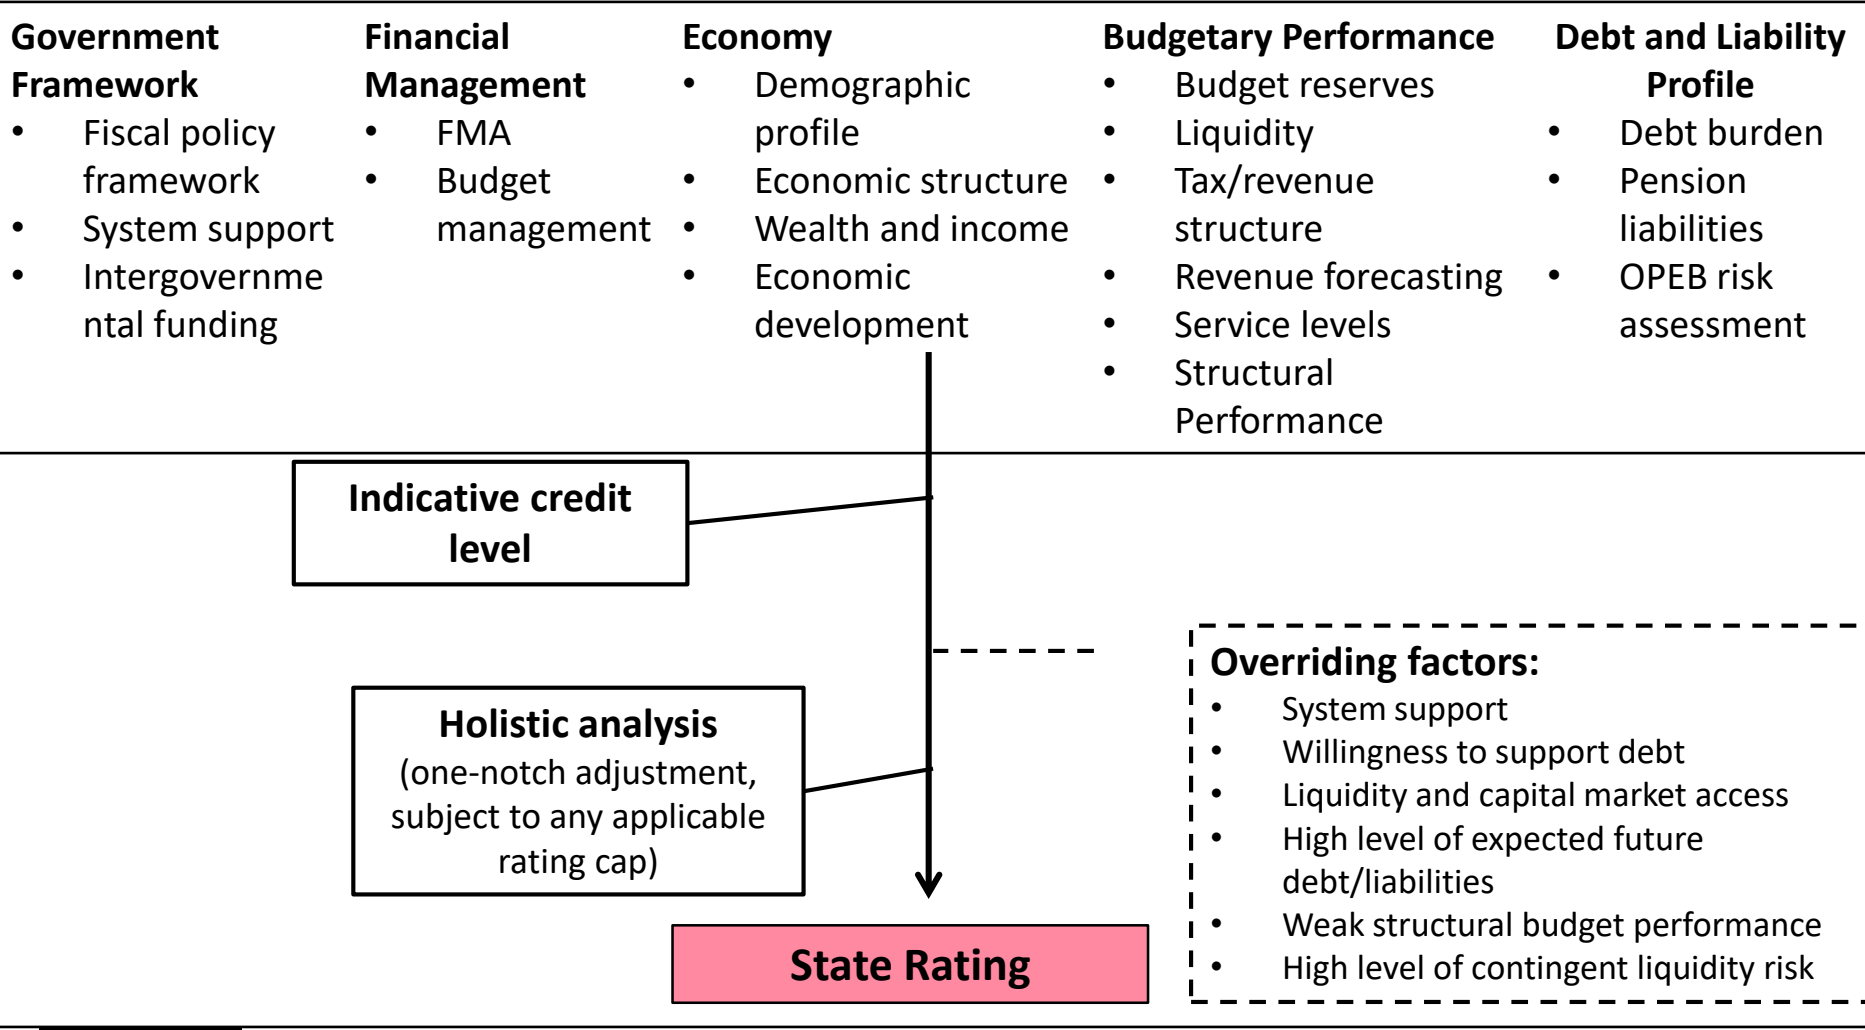 Government
Framework
• Fiscal policy
framework
• System support
• Intergovernme
ntal funding
Financial
Management
• FMA
• Budget
management
Economy
• Demographic
profile
• Economic structure
• Wealth and income
• Economic
development
Budgetary Performance
• Budget reserves
• Liquidity
• Tax/revenue
structure
• Revenue forecasting
• Service levels
• Structural
Performance
Debt and Liability
Profile
• Debt burden
• Pension
liabilities
• OPEB risk
assessment
Indicative credit
level
Holistic analysis
(one-notch adjustment,
subject to any applicable
rating cap)
Overriding factors:
• System support
• Willingness to support debt
• Liquidity and capital market access
• High level of expected future
debt/liabilities
• Weak structural budget performance
• High level of contingent liquidity risk
State Rating